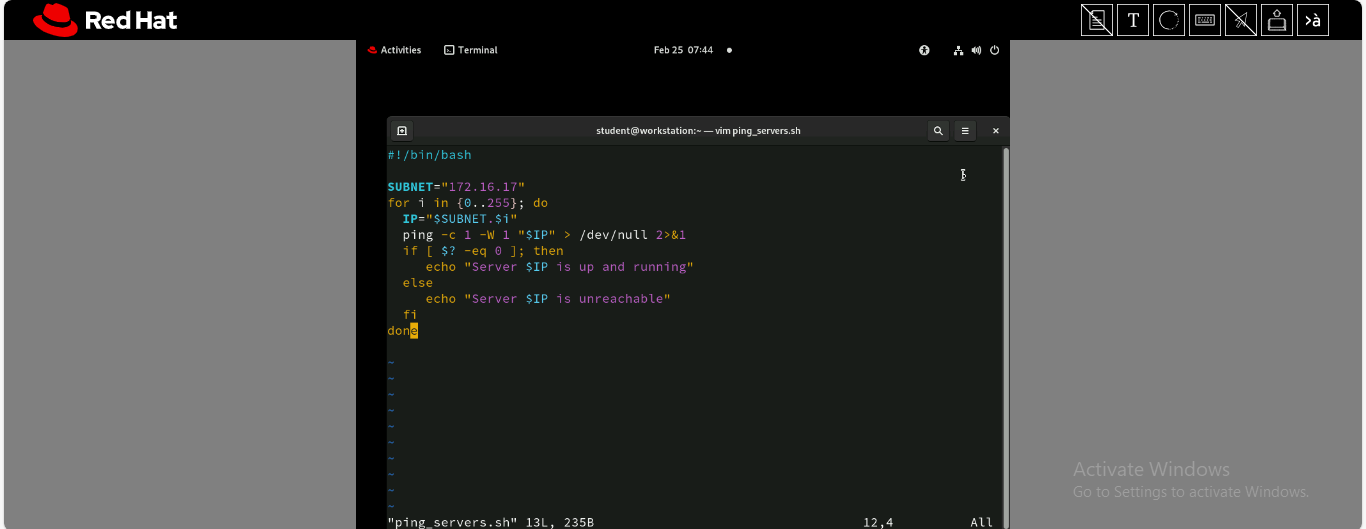 Red Hat
T
>à
Activities
Terminal
Feb 25 07:44
student@workstation:~ — vim ping_servers.sh
#!/bin/bash
SUBNET="172.16.17"
for i in {0..255}; do
  IP="$SUBNET.$i"
  ping -c 1 -W 1 "$IP" > /dev/null 2>&1
  if [ $? -eq 0 ]; then
     echo "Server $IP is up and running"
  else
     echo "Server $IP is unreachable"
  fi
done
~
~
~
~
~
~
~
~
~
~
"ping_servers.sh" 13L, 235B 12,4 All
Activate Windows
Go to Settings to activate Windows.